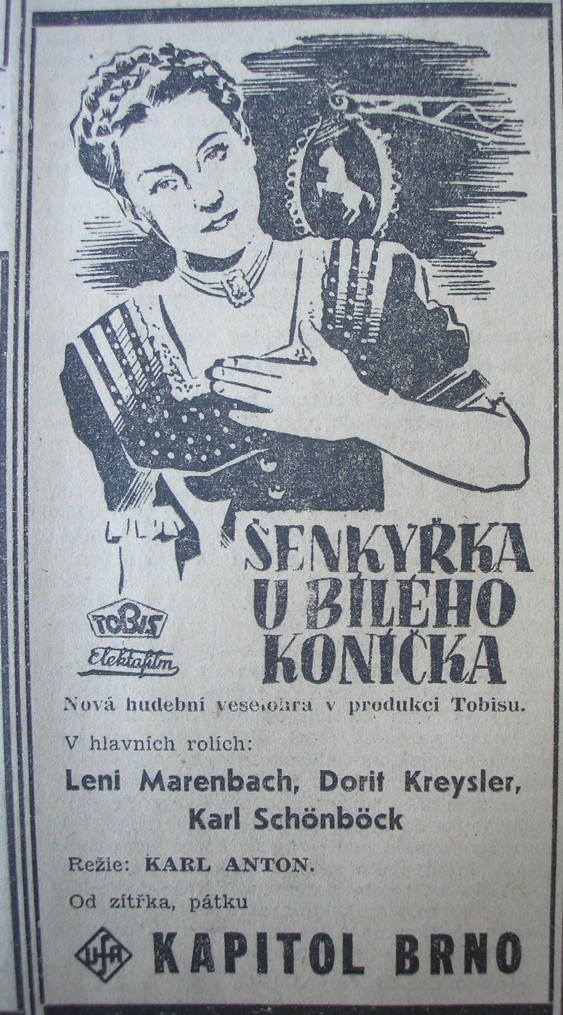 ŠENKYŘKA
U BÍLÉHO
KONÍČKA
TOBIS
Elektafilm
Nová hudební veselohra v produkci Tobisu.
V hlavních rolích:
Leni Marenbach, Dorit Kreysler,
Karl Schönböck
Režie: KARL ANTON.
Od zítřka, pátku
UFA KAPITOL BRNO